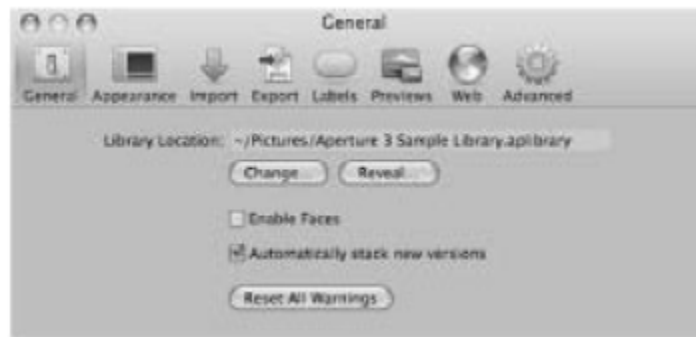 General
General Appearance Import Export Labels Previews Web Advanced
Library Location: ~/Pictures/Aperture 3 Sample Library.aplibrary
Change... Reveal...
Enable Faces
Automatically stack new versions
Reset All Warnings